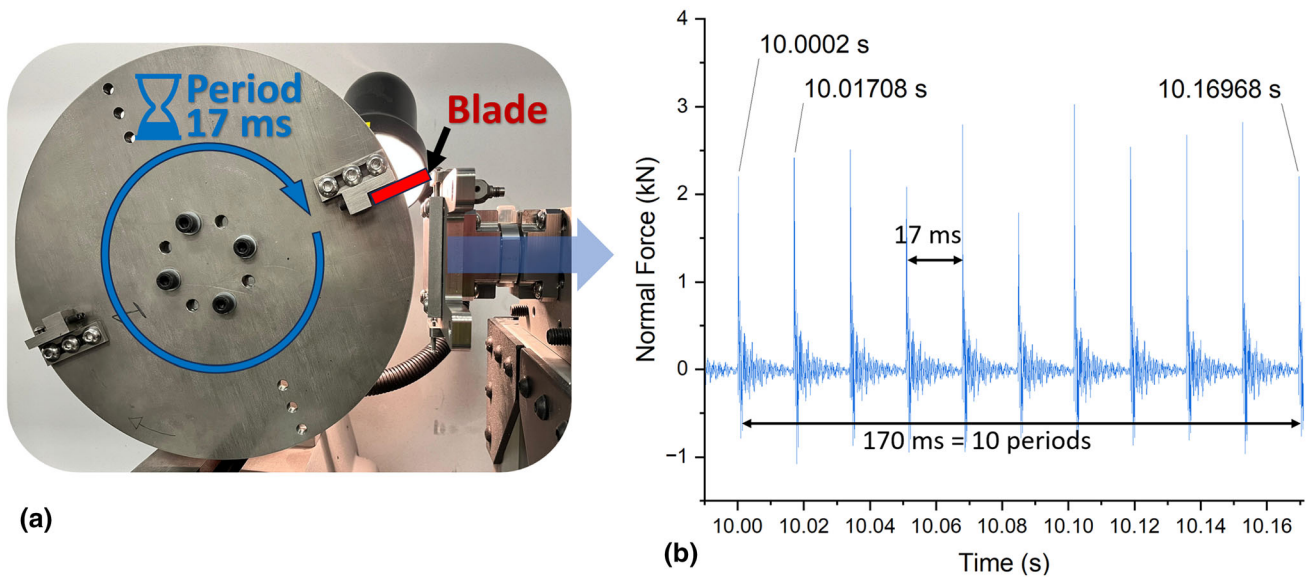 Period
17 ms
Blade
(a)
4
3
2
1
0
−1
Normal Force (kN)
10.0002 s
10.01708 s
10.16968 s
17 ms
170 ms = 10 periods
10.00 10.02 10.04 10.06 10.08 10.10 10.12 10.14 10.16
Time (s)
(b)